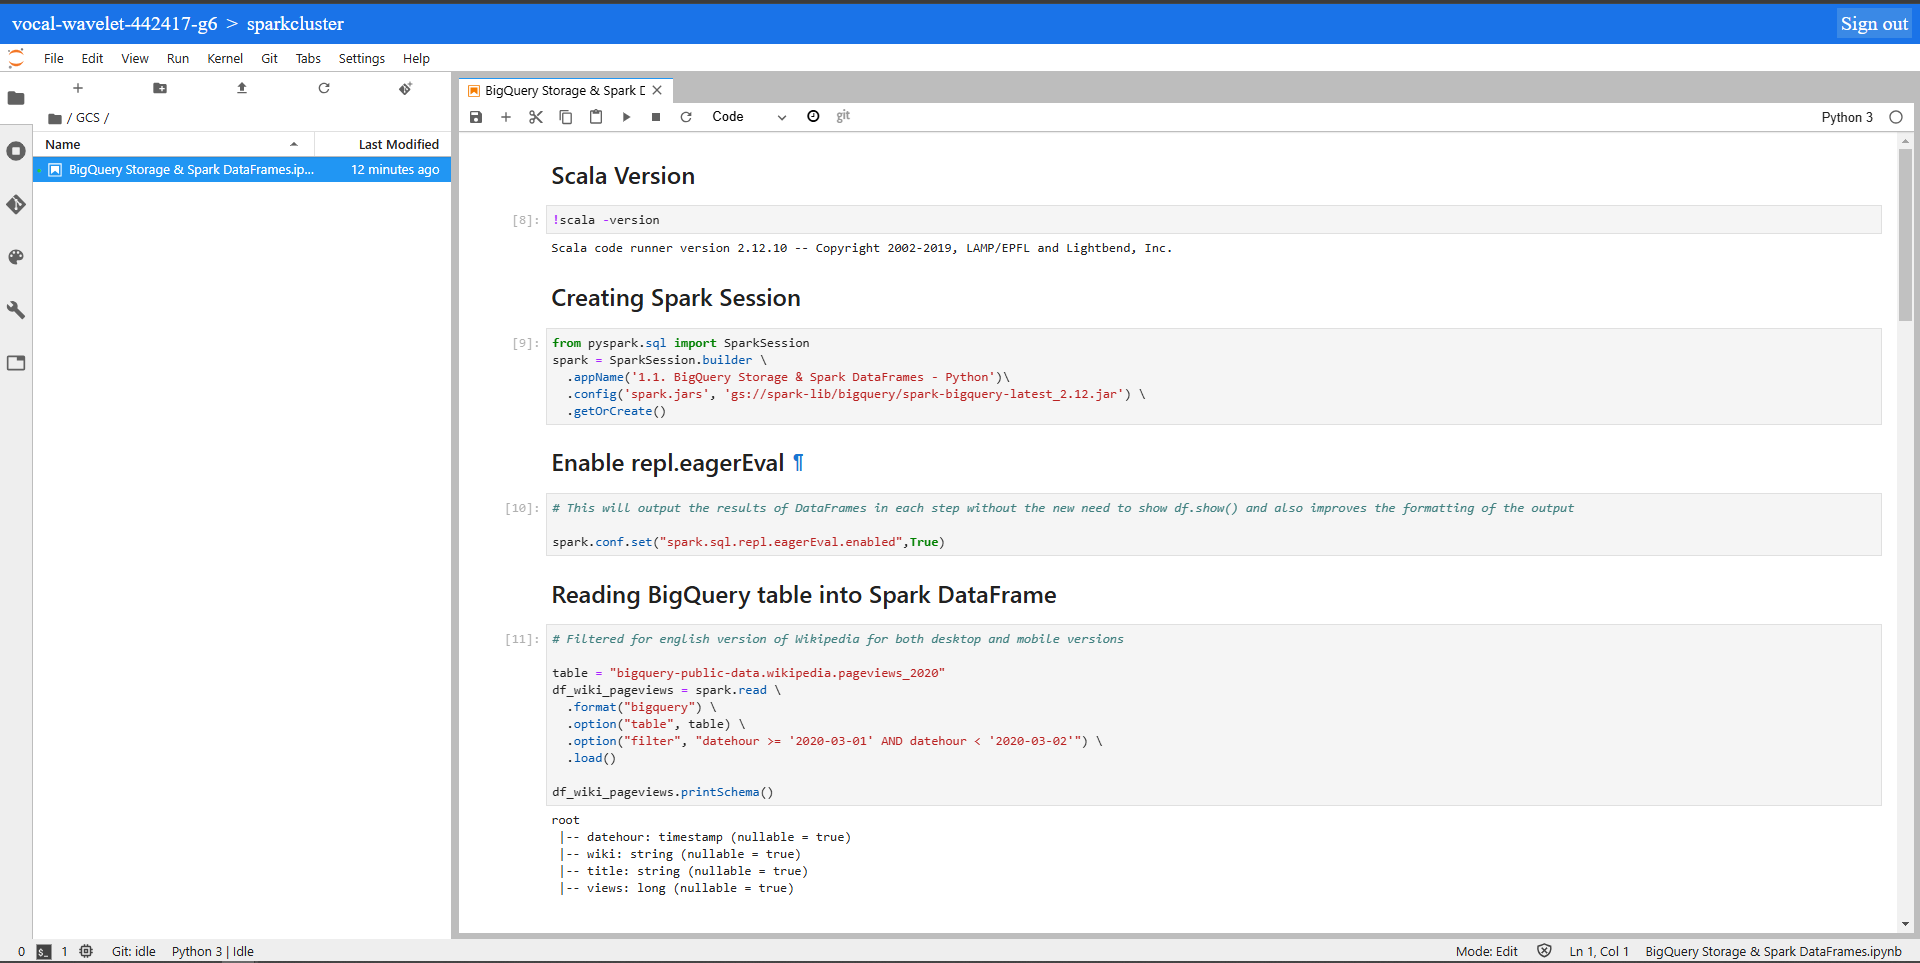 vocal-wavelet-442417-g6 > sparkcluster
Sign out
File Edit View Run Kernel Git Tabs Settings Help
/ GCS /
Name Last Modified
BigQuery Storage & Spark DataFrames.ip... 12 minutes ago
BigQuery Storage & Spark D
Code
git
Python 3
Scala Version
[8]: !scala -version
Scala code runner version 2.12.10 -- Copyright 2002-2019, LAMP/EPFL and Lightbend, Inc.
Creating Spark Session
[9]: from pyspark.sql import SparkSession
spark = SparkSession.builder \
.appName('1.1. BigQuery Storage & Spark DataFrames - Python')\
.config('spark.jars', 'gs://spark-lib/bigquery/spark-bigquery-latest_2.12.jar') \
.getOrCreate()
Enable repl.eagerEval ¶
[10]: # This will output the results of DataFrames in each step without the new need to show df.show() and also improves the formatting of the output
spark.conf.set("spark.sql.repl.eagerEval.enabled",True)
Reading BigQuery table into Spark DataFrame
[11]: # Filtered for english version of Wikipedia for both desktop and mobile versions
table = "bigquery-public-data.wikipedia.pageviews_2020"
df_wiki_pageviews = spark.read \
.format("bigquery") \
.option("table", table) \
.option("filter", "datehour >= '2020-03-01' AND datehour < '2020-03-02'") \
.load()
df_wiki_pageviews.printSchema()
root
|-- datehour: timestamp (nullable = true)
|-- wiki: string (nullable = true)
|-- title: string (nullable = true)
|-- views: long (nullable = true)
0 $_ 1 Git: idle Python 3 | Idle
Mode: Edit Ln 1, Col 1 BigQuery Storage & Spark DataFrames.ipynb